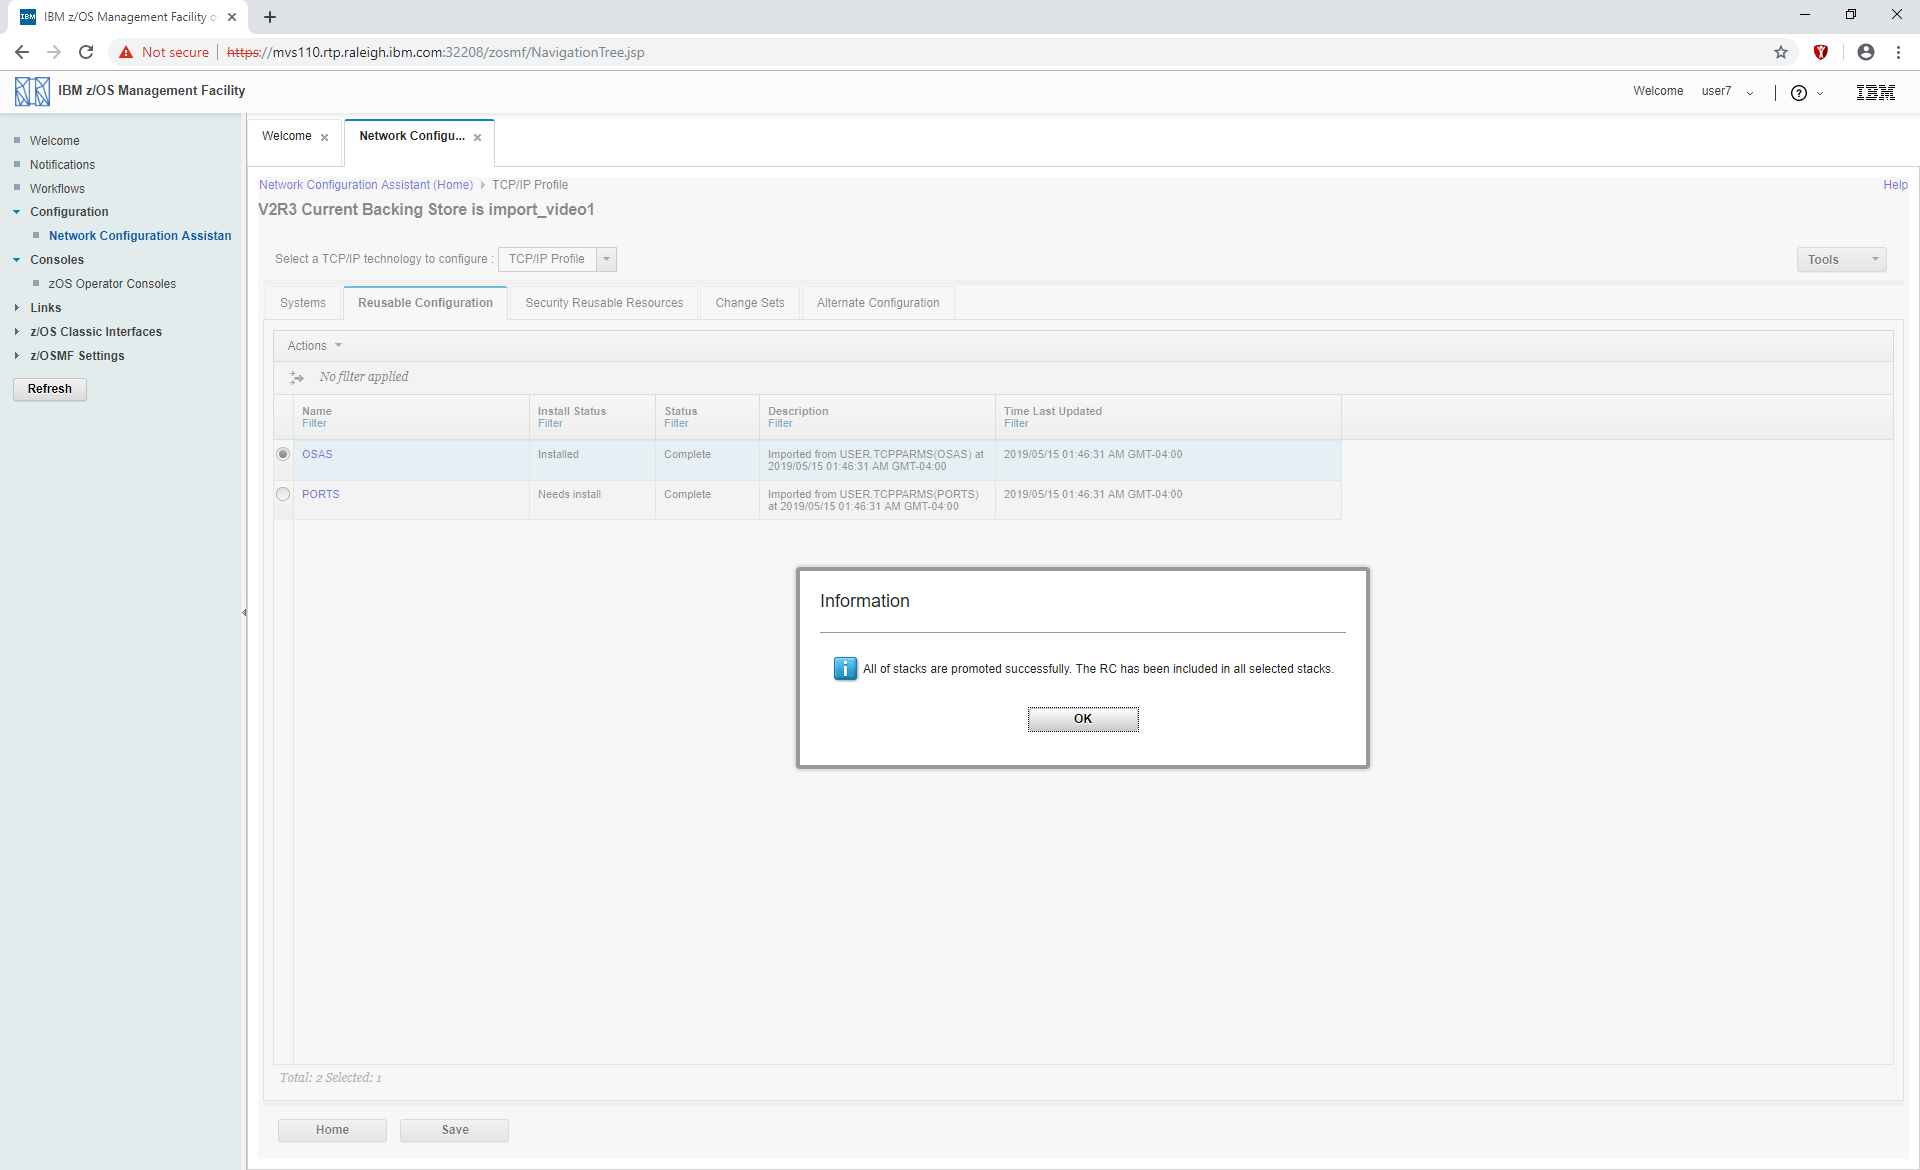 IBM z/OS Management Facility o
Not secure
https://mvs110.rtp.raleigh.ibm.com:32208/zosmf/NavigationTree.jsp
IBM z/OS Management Facility
Welcome user7
IBM
Welcome
Notifications
Workflows
Configuration
Network Configuration Assistan
Consoles
zOS Operator Consoles
Links
z/OS Classic Interfaces
z/OSMF Settings
Refresh
Welcome
Network Configu...
Network Configuration Assistant (Home) TCP/IP Profile
Help
V2R3 Current Backing Store is import_video1
Select a TCP/IP technology to configure : TCP/IP Profile
Tools
Systems
Reusable Configuration
Security Reusable Resources
Change Sets
Alternate Configuration
Actions
No filter applied
Name Install Status Status Description Time Last Updated
Filter Filter Filter Filter Filter
OSAS Installed Complete Imported from USER.TCPPARMS(OSAS) at 2019/05/15 01:46:31 AM GMT-04:00
2019/05/15 01:46:31 AM GMT-04:00
PORTS Needs install Complete Imported from USER.TCPPARMS(PORTS) 2019/05/15 01:46:31 AM GMT-04:00
at 2019/05/15 01:46:31 AM GMT-04:00
Information
All of stacks are promoted successfully. The RC has been included in all selected stacks.
OK
Total: 2 Selected: 1
Home
Save